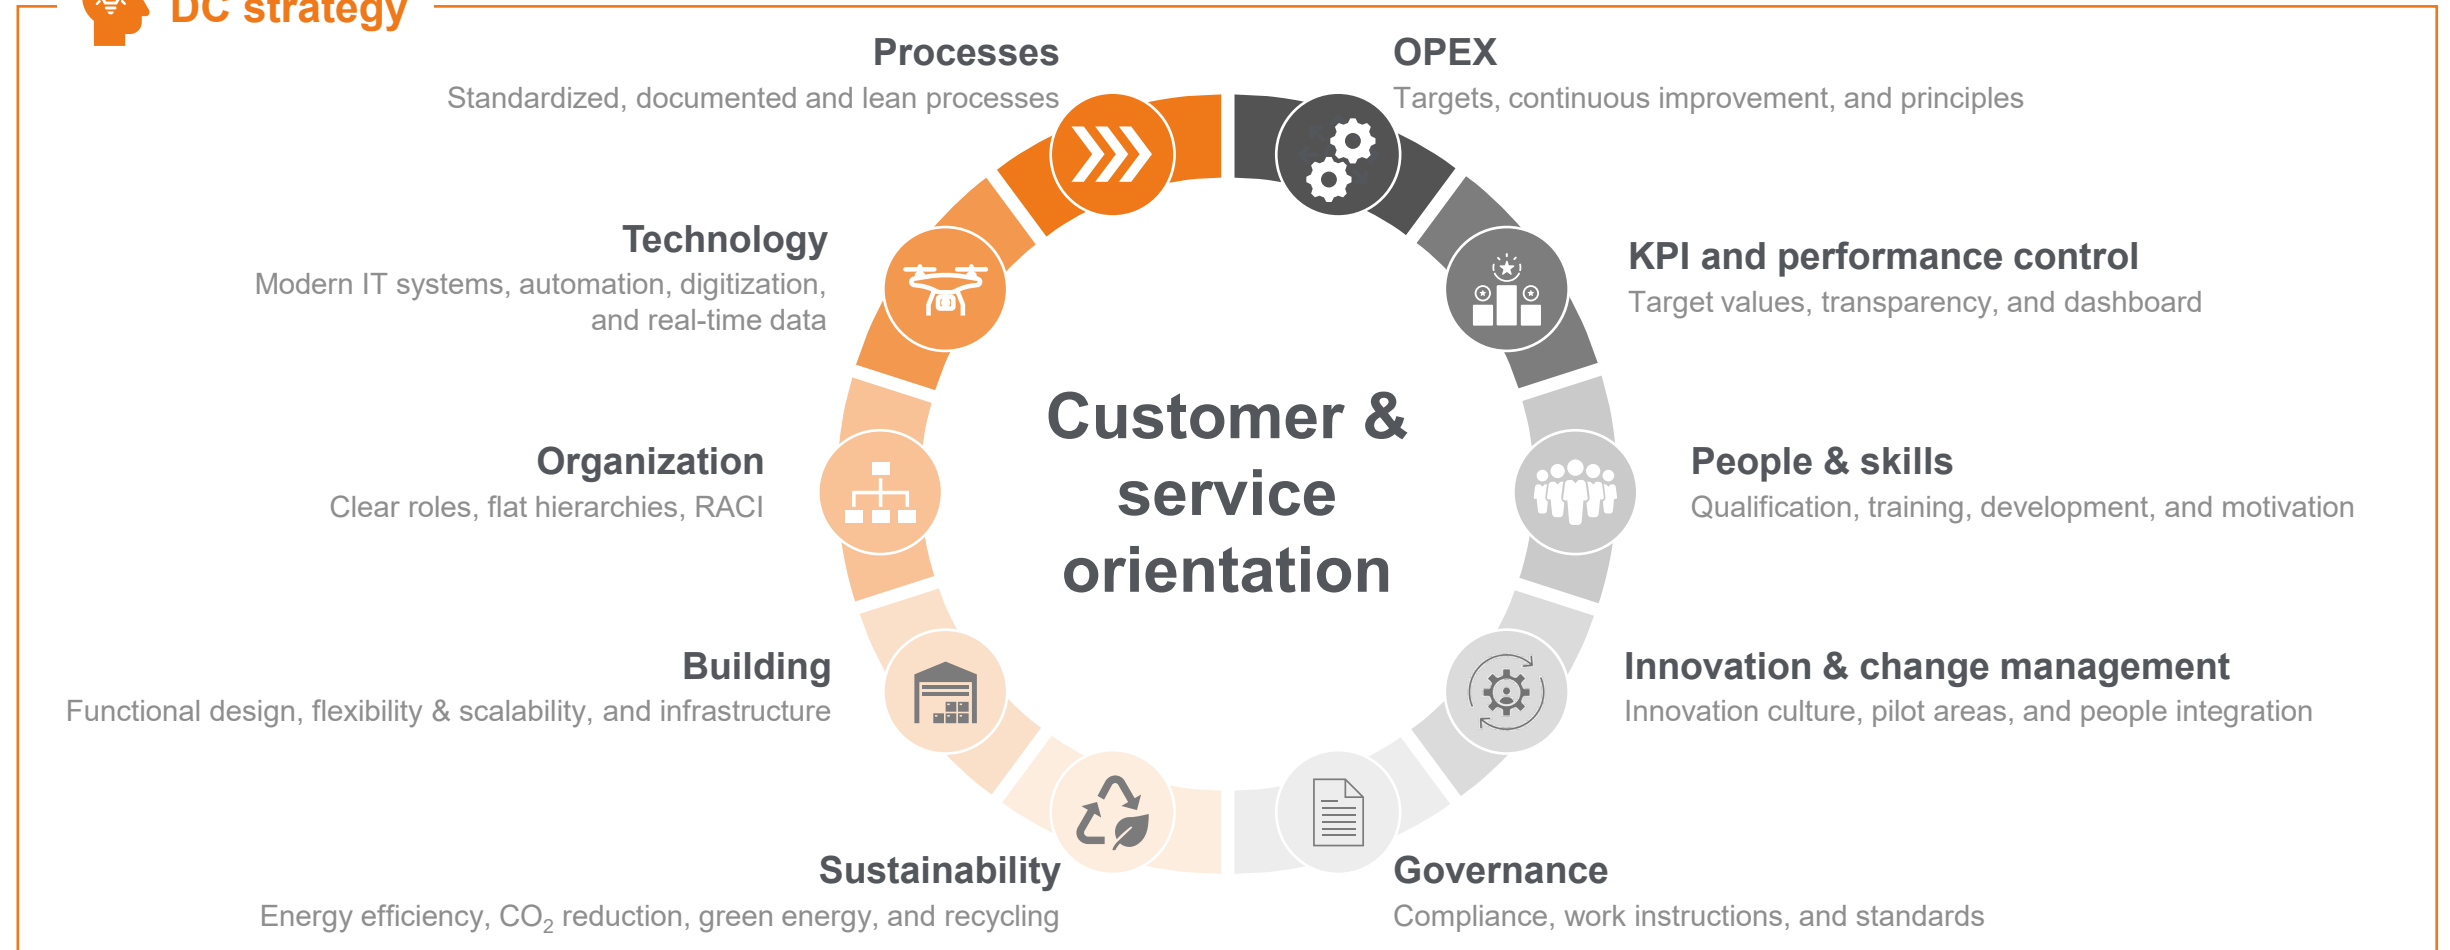 DC strategy
Processes
Standardized, documented and lean processes
OPEX
Targets, continuous improvement, and principles
Technology
Modern IT systems, automation, digitization,
and real-time data
KPI and performance control
Target values, transparency, and dashboard
Customer &
service
orientation
Organization
Clear roles, flat hierarchies, RACI
People & skills
Qualification, training, development, and motivation
Building
Functional design, flexibility & scalability, and infrastructure
Innovation & change management
Innovation culture, pilot areas, and people integration
Sustainability
Energy efficiency, CO₂ reduction, green energy, and recycling
Governance
Compliance, work instructions, and standards